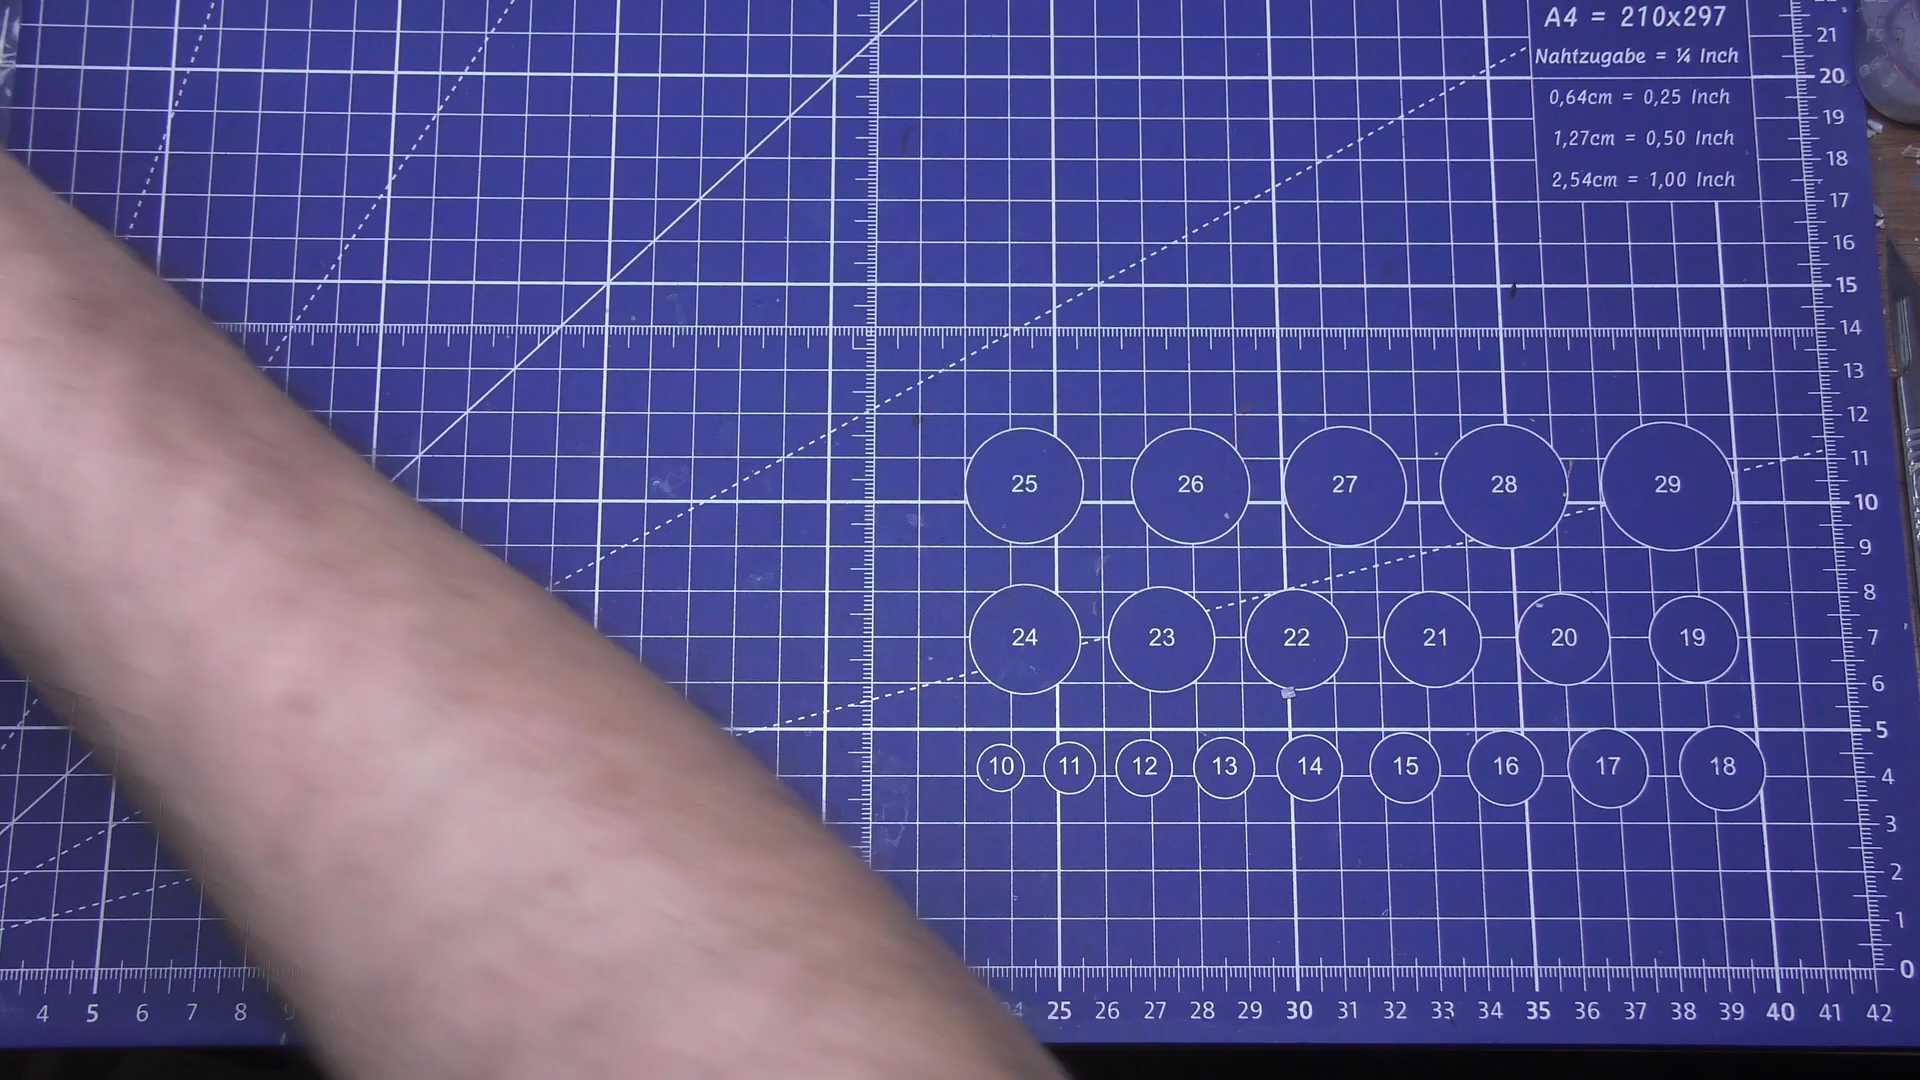 A4 = 210x297
Nahtzugabe = ¼ Inch
0,64cm = 0,25 Inch
1,27cm = 0,50 Inch
2,54cm = 1,00 Inch
21
20
19
18
17
16
15
14
13
12
11
10
9
8
7
6
5
4
3
2
1
0
25 26 27 28 29
24 23 22 21 20 19
10 11 12 13 14 15 16 17 18
4 5 6 7 8 24 25 26 27 28 29 30 31 32 33 34 35 36 37 38 39 40 41 42